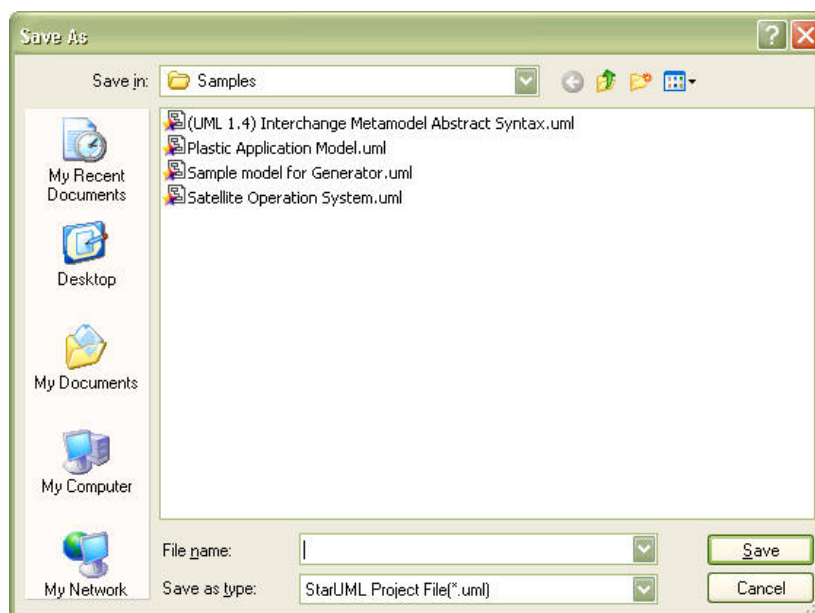 Save As
Save in: Samples
(UML 1.4) Interchange Metamodel Abstract Syntax.uml
Plastic Application Model.uml
Sample model for Generator.uml
Satellite Operation System.uml
My Recent
Documents
Desktop
My Documents
My Computer
My Network
File name:
Save
Save as type: StarUML Project File(*.uml)
Cancel